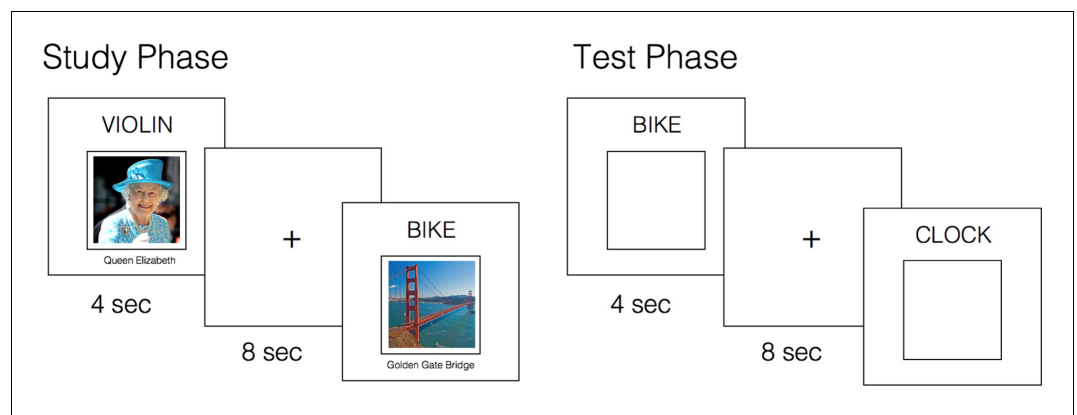 Study Phase
VIOLIN
Queen Elizabeth
4 sec
+
8 sec
BIKE
Golden Gate Bridge
Test Phase
BIKE
4 sec
+
8 sec
CLOCK